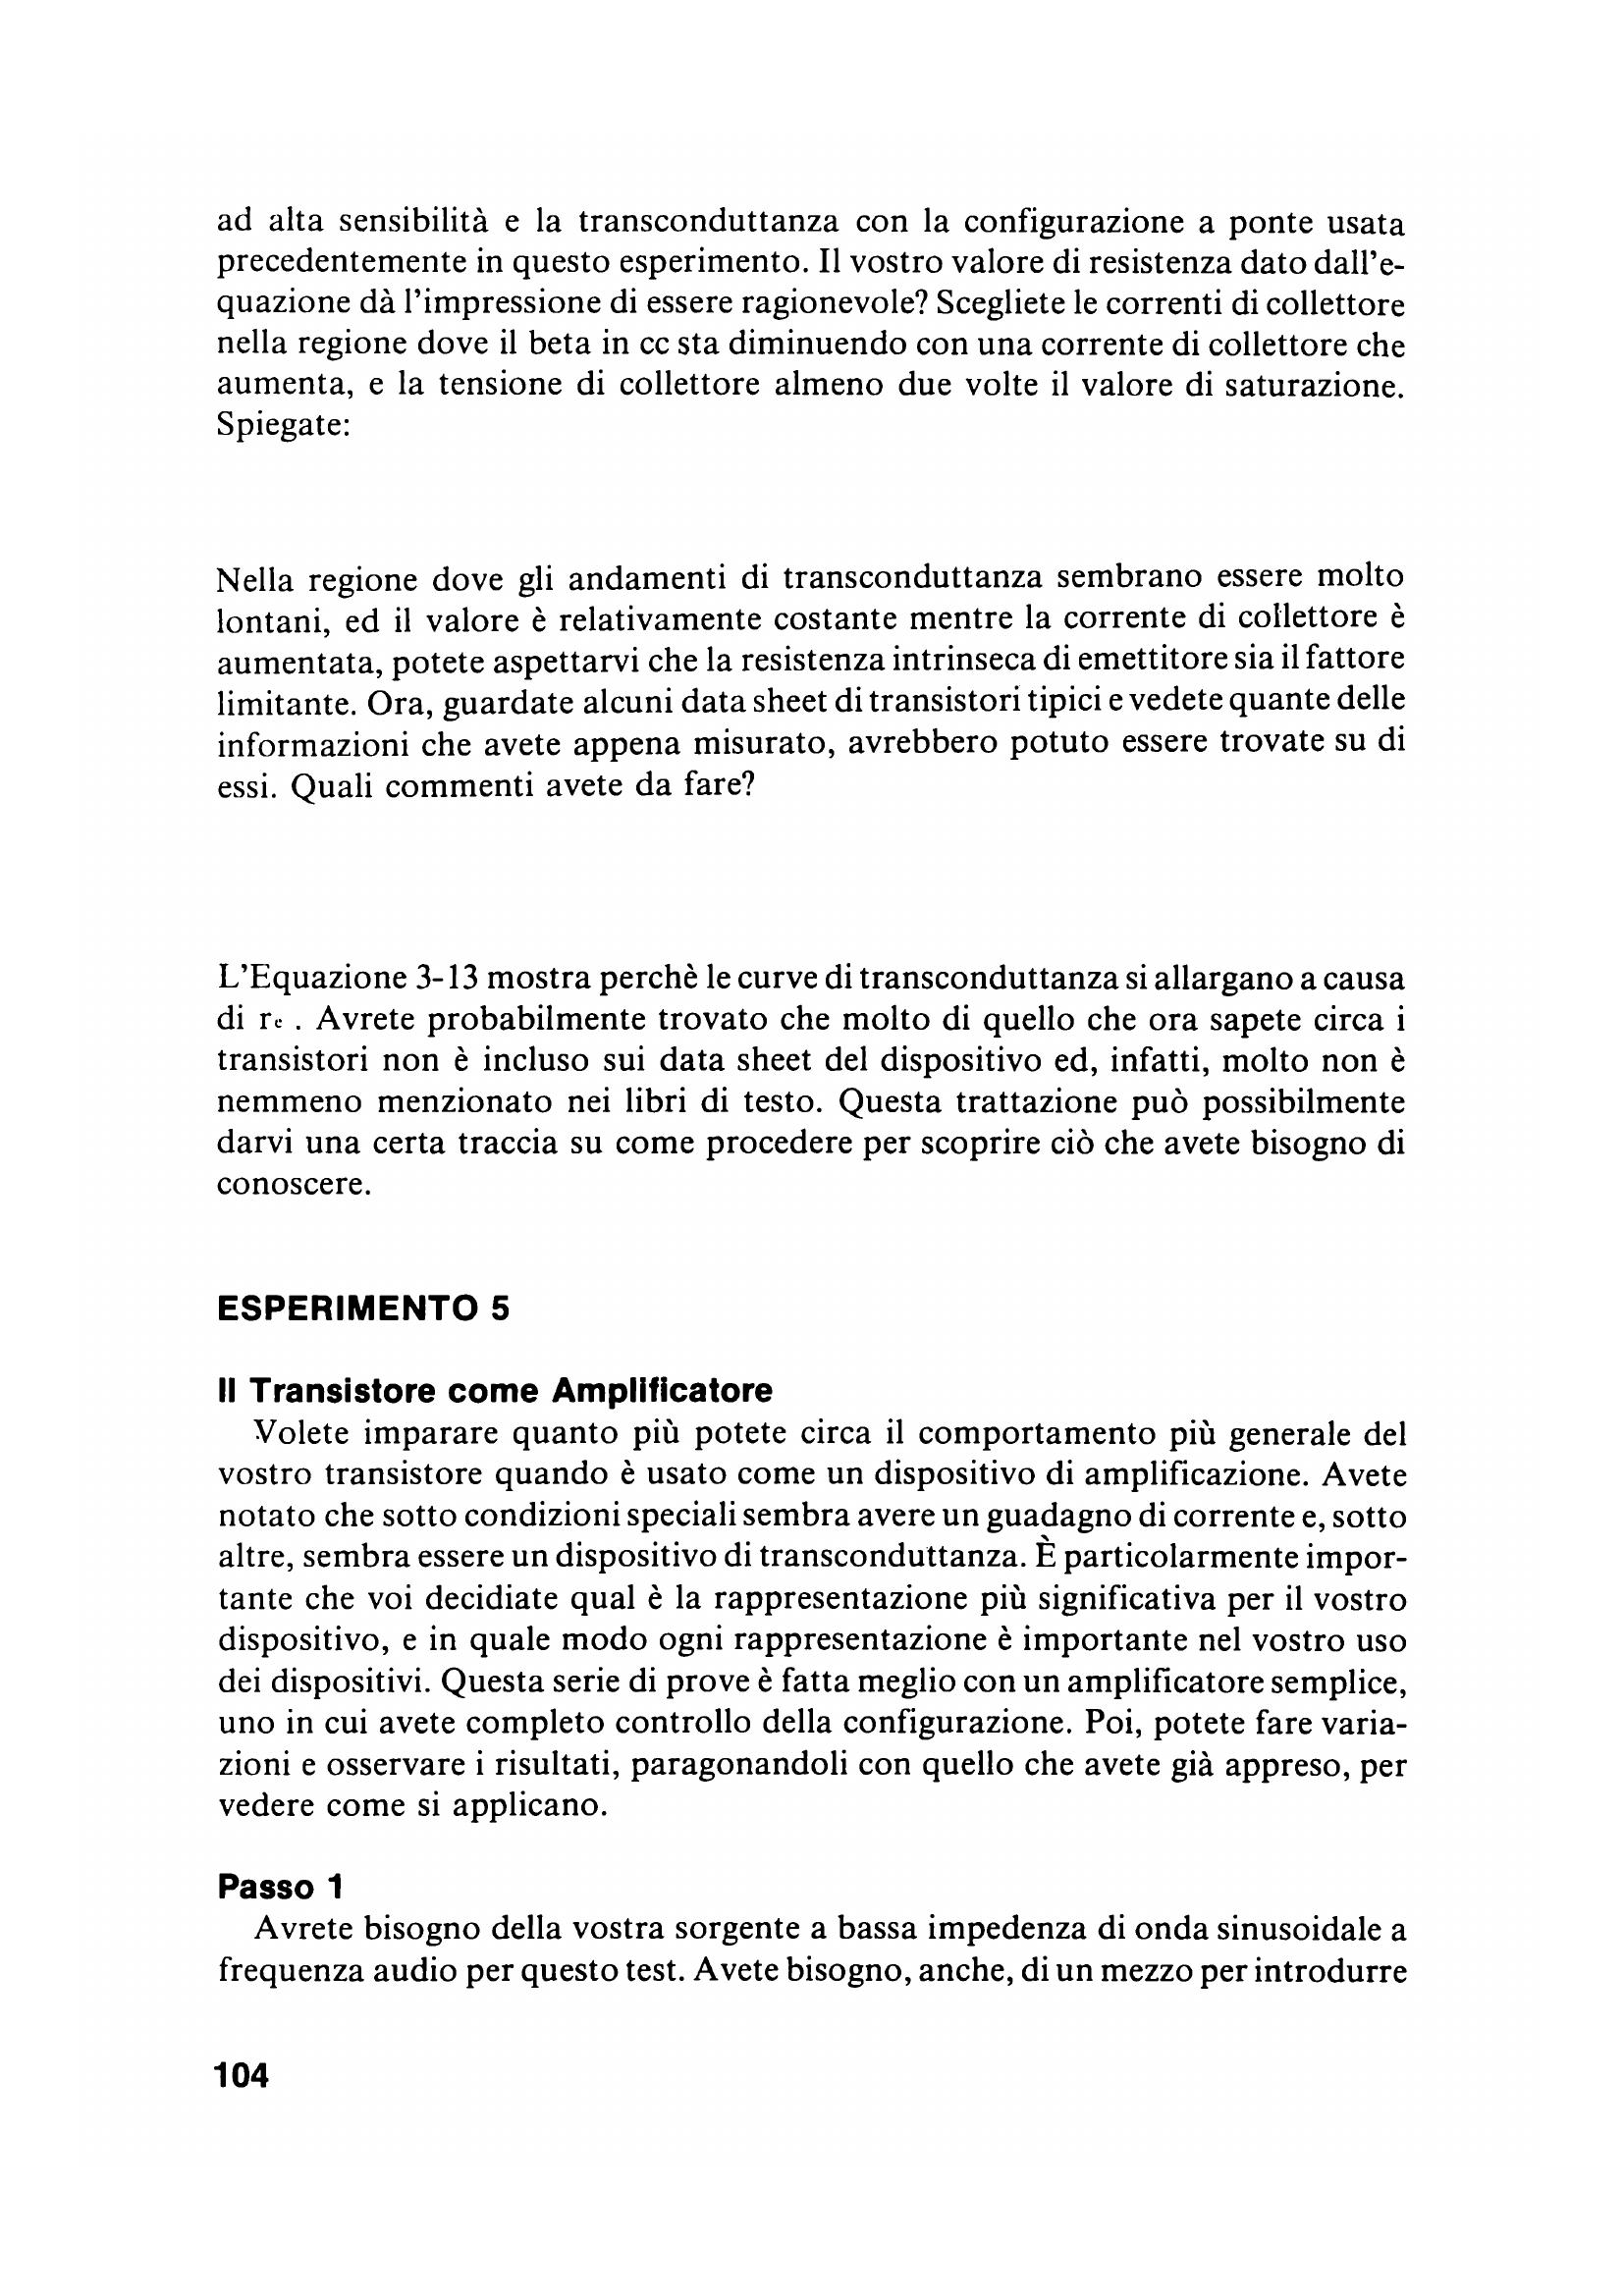 ad alta sensibilità e la transconduttanza con la configurazione a ponte usata
precedentemente in questo esperimento. Il vostro valore di resistenza dato dall'e-
quazione dà l'impressione di essere ragionevole? Scegliete le correnti di collettore
nella regione dove il beta in cc sta diminuendo con una corrente di collettore che
aumenta, e la tensione di collettore almeno due volte il valore di saturazione.
Spiegate:
Nella regione dove gli andamenti di transconduttanza sembrano essere molto
lontani, ed il valore è relativamente costante mentre la corrente di collettore è
aumentata, potete aspettarvi che la resistenza intrinseca di emettitore sia il fattore
limitante. Ora, guardate alcuni data sheet di transistori tipici e vedete quante delle
informazioni che avete appena misurato, avrebbero potuto essere trovate su di
essi. Quali commenti avete da fare?
L'Equazione 3-13 mostra perchè le curve di transconduttanza si allargano a causa
di re . Avrete probabilmente trovato che molto di quello che ora sapete circa i
transistori non è incluso sui data sheet del dispositivo ed, infatti, molto non è
nemmeno menzionato nei libri di testo. Questa trattazione può possibilmente
darvi una certa traccia su come procedere per scoprire ciò che avete bisogno di
conoscere.
ESPERIMENTO 5
Il Transistore come Amplificatore
Volete imparare quanto più potete circa il comportamento più generale del
vostro transistore quando è usato come un dispositivo di amplificazione. Avete
notato che sotto condizioni speciali sembra avere un guadagno di corrente e, sotto
altre, sembra essere un dispositivo di transconduttanza. È particolarmente impor-
tante che voi decidiate qual è la rappresentazione più significativa per il vostro
dispositivo, e in quale modo ogni rappresentazione è importante nel vostro uso
dei dispositivi. Questa serie di prove è fatta meglio con un amplificatore semplice,
uno in cui avete completo controllo della configurazione. Poi, potete fare varia-
zioni e osservare i risultati, paragonandoli con quello che avete già appreso, per
vedere come si applicano.
Passo 1
Avrete bisogno della vostra sorgente a bassa impedenza di onda sinusoidale a
frequenza audio per questo test. Avete bisogno, anche, di un mezzo per introdurre
104